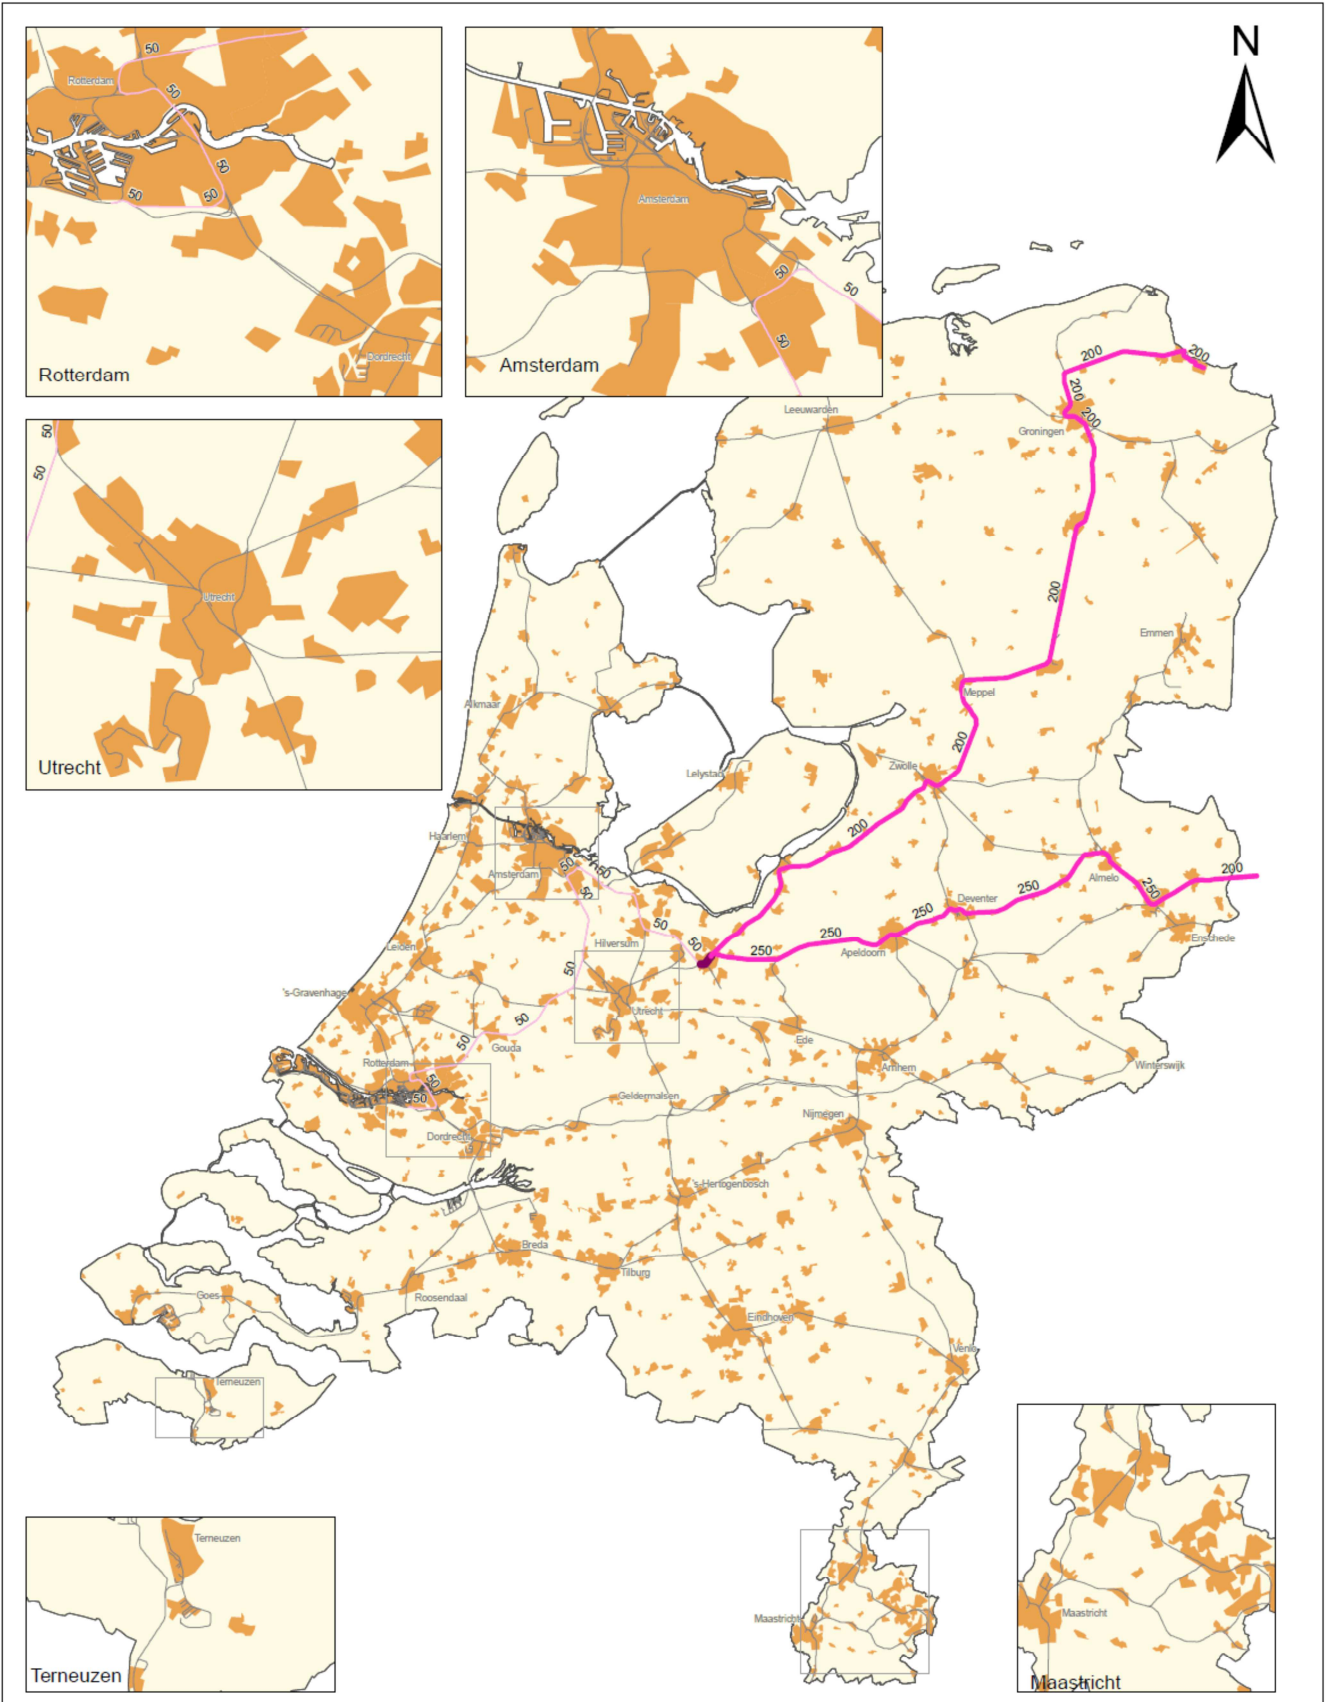 N
50
Rotterdam
50
50
50
50
Dordrecht
Rotterdam
Amsterdam
50
50
50
Amsterdam
50
50
Utrecht
Utrecht
200
200
200
200
Leeuwarden
Groningen
200
Emmen
Meppel
200
Alkmaar
Zwolle
Lelystad
200
Haarlem
50
50
Amsterdam
50
200
Almelo
250
250
Deventer
250
50
250
Enschede
Leiden
Hilversum
50
250
250
Apeldoorn
50
's-Gravenhage
50
Utrecht
50
Gouda
Ede
Rotterdam
Arnhem
Winterswijk
50
50
Geldermalsen
Nijmegen
Dordrecht
's-Hertogenbosch
Breda
Tilburg
Goes
Roosendaal
Eindhoven
Venlo
Terneuzen
Terneuzen
Terneuzen
Maastricht
Maastricht
Maastricht